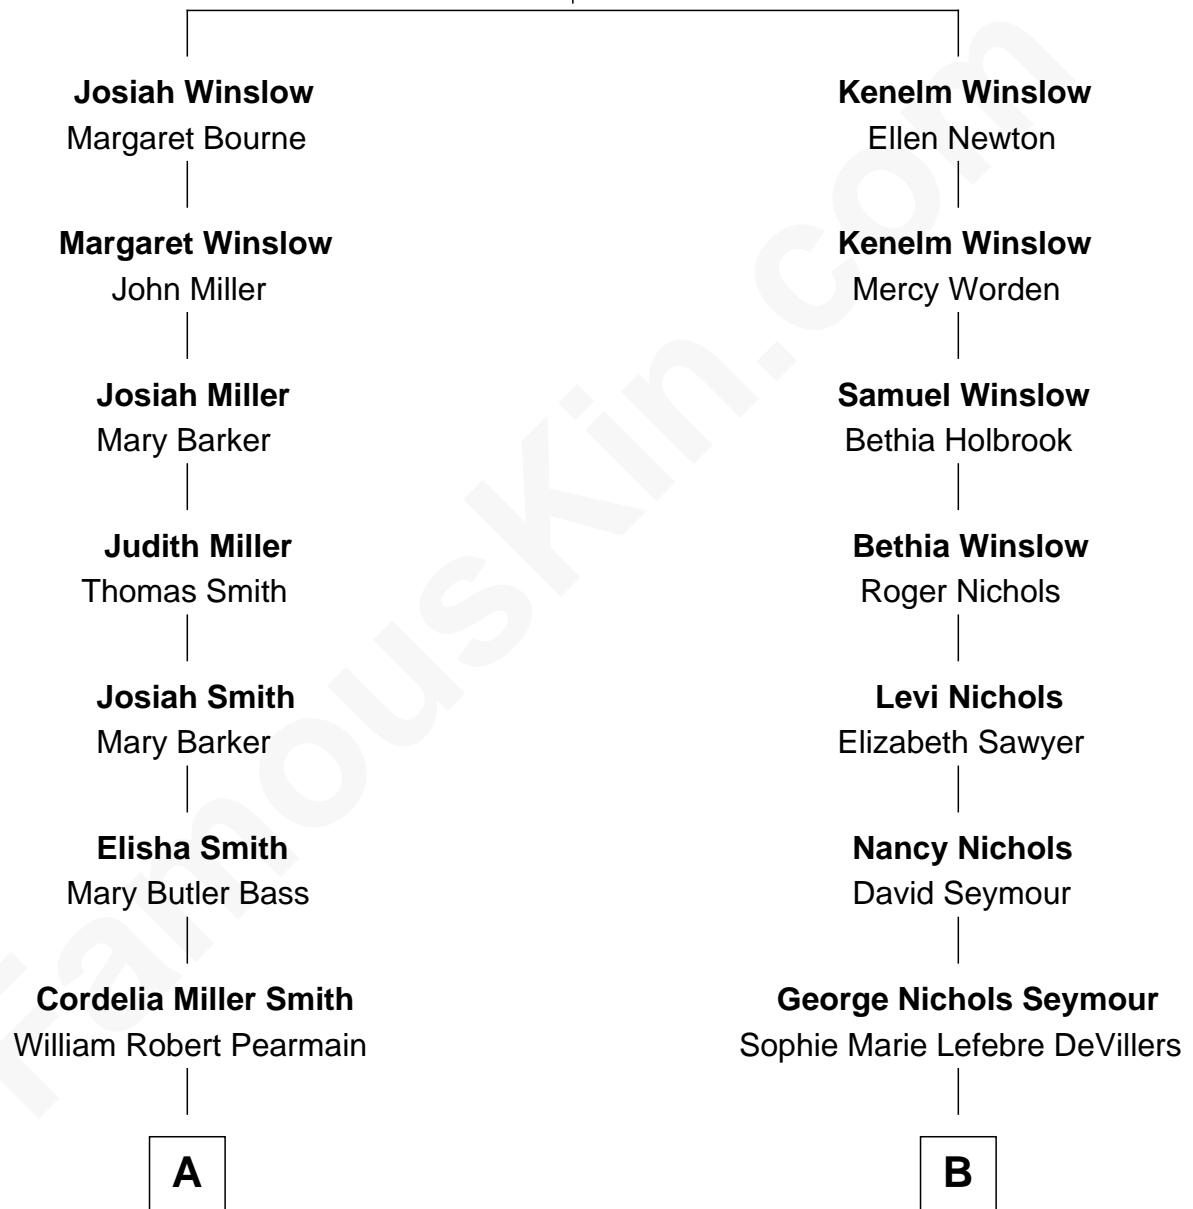 Josiah Winslow
Margaret Bourne
Kenelm Winslow
Ellen Newton
Margaret Winslow
John Miller
Kenelm Winslow
Mercy Worden
Josiah Miller
Mary Barker
Samuel Winslow
Bethia Holbrook
Judith Miller
Thomas Smith
Bethia Winslow
Roger Nichols
Josiah Smith
Mary Barker
Levi Nichols
Elizabeth Sawyer
Elisha Smith
Mary Butler Bass
Nancy Nichols
David Seymour
Cordelia Miller Smith
William Robert Pearmain
George Nichols Seymour
Sophie Marie Lefebre DeVillers
A
B
FamousKin.com